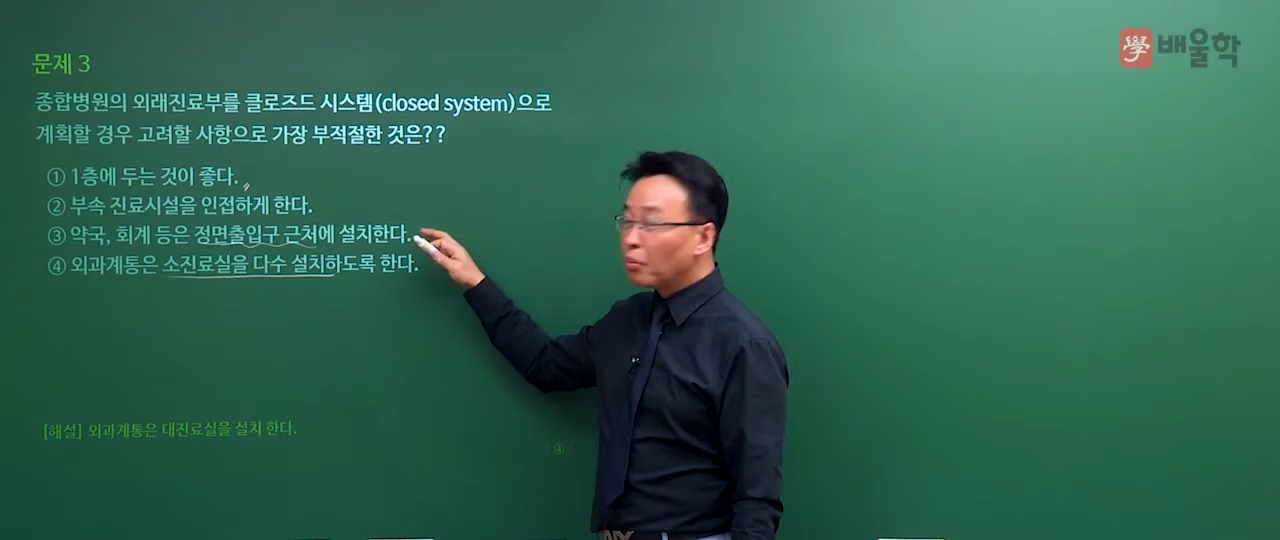 學 배울학
문제 3
종합병원의 외래진료부를 클로즈드 시스템(closed system)으로
계획할 경우 고려할 사항으로 가장 부적절한 것은??
① 1층에 두는 것이 좋다.
② 부속 진료시설을 인접하게 한다.
③ 약국, 회계 등은 정면출입구 근처에 설치한다.
④ 외과계통은 소진료실을 다수 설치하도록 한다.
[해설] 외과계통은 대진료실을 설치 한다.
④